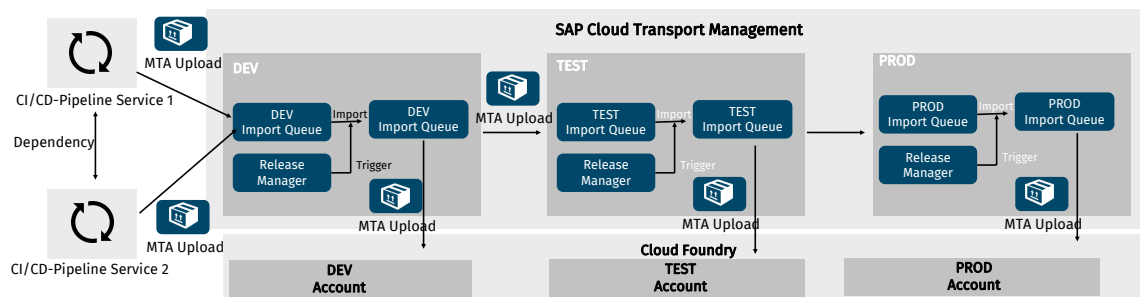 SAP Cloud Transport Management
MTA Upload
CI/CD-Pipeline Service 1
Dependency
CI/CD-Pipeline Service 2
MTA Upload
DEV
DEV
Import Queue
Import
DEV
Import Queue
Release
Manager
Trigger
MTA Upload
MTA Upload
TEST
TEST
Import Queue
Import
TEST
Import Queue
Release
Manager
Trigger
MTA Upload
PROD
PROD
Import Queue
Import
PROD
Import Queue
Release
Manager
Trigger
MTA Upload
Cloud Foundry
DEV
Account
TEST
Account
PROD
Account